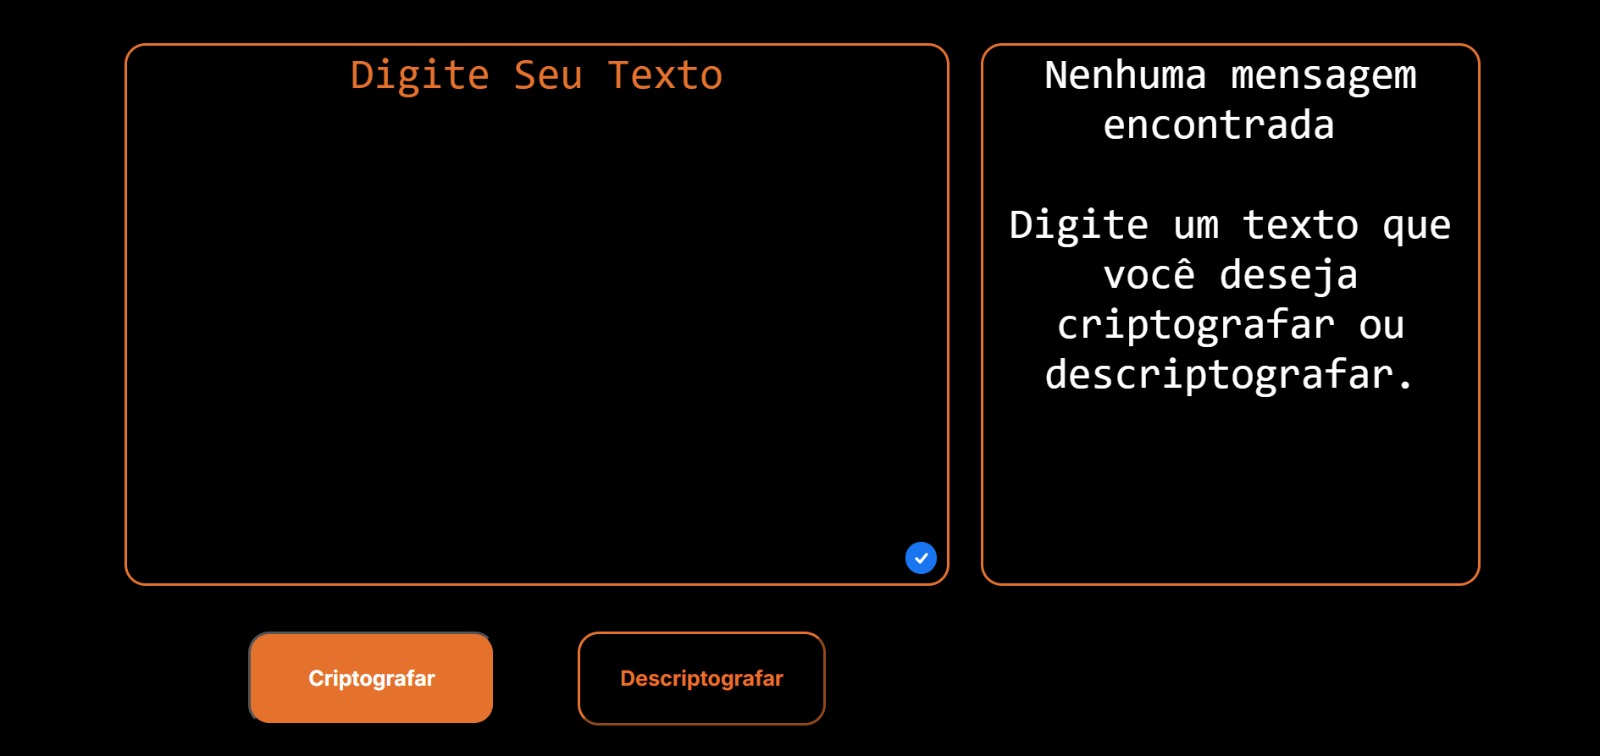 Digite Seu Texto
Nenhuma mensagem
encontrada
Digite um texto que
você deseja
criptografar ou
descriptografar.
Criptografar
Descriptografar